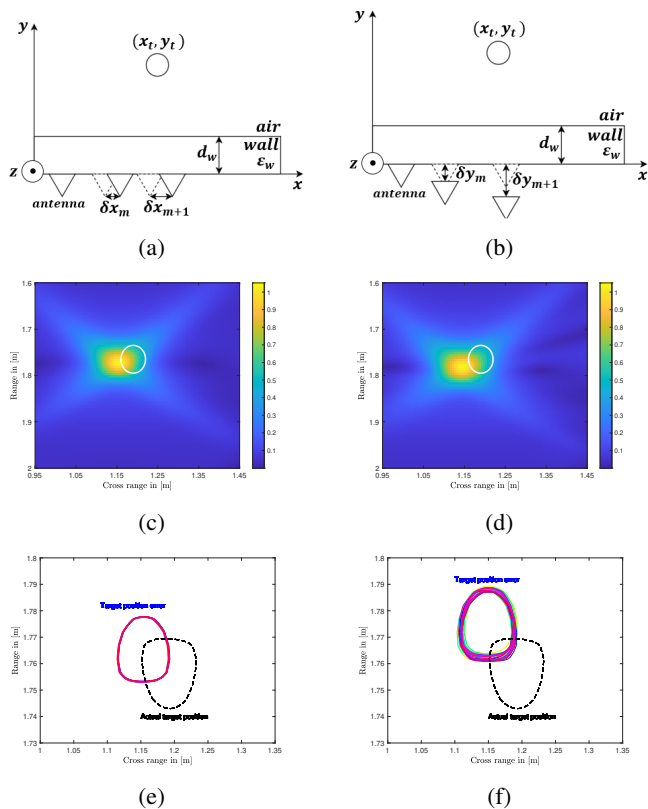 y
(x_t, y_t)
air
wall
d_w
ε_w
z
x
antenna
δx_m
δx_{m+1}
(a)
y
(x_t, y_t)
air
wall
d_w
ε_w
z
x
antenna
δy_m
δy_{m+1}
(b)
1.6
1.7
1.8
1.9
2
Range in [m]
0.95 1.05 1.15 1.25 1.35 1.45
Cross range in [m]
1
0.9
0.8
0.7
0.6
0.5
0.4
0.3
0.2
0.1
(c)
1.6
1.7
1.8
1.9
2
Range in [m]
0.95 1.05 1.15 1.25 1.35 1.45
Cross range in [m]
1
0.9
0.8
0.7
0.6
0.5
0.4
0.3
0.2
0.1
(d)
1.8
1.79
1.78
1.77
1.76
1.75
1.74
1.73
Range in [m]
Target position error
Actual target position
1 1.05 1.1 1.15 1.2 1.25 1.3 1.35
Cross range in [m]
(e)
1.8
1.79
1.78
1.77
1.76
1.75
1.74
1.73
Range in [m]
Target position error
Actual target position
1 1.05 1.1 1.15 1.2 1.25 1.3 1.35
Cross range in [m]
(f)